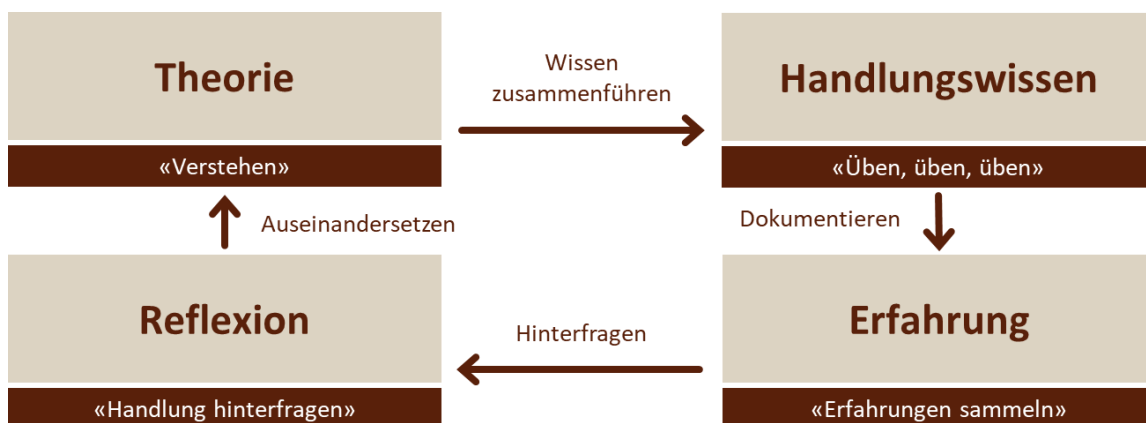 Theorie
«Verstehen»
Wissen
zusammenführen
Handlungswissen
«Üben, üben, üben»
Auseinandersetzen
Dokumentieren
Reflexion
«Handlung hinterfragen»
Hinterfragen
Erfahrung
«Erfahrungen sammeln»